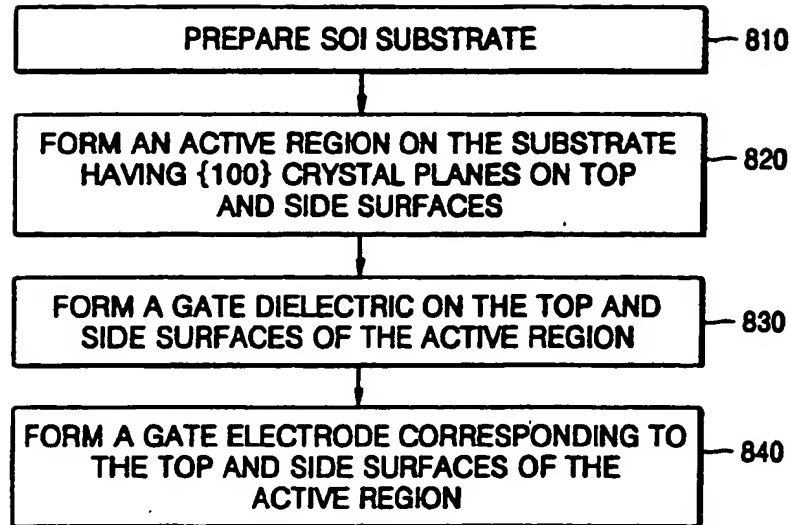 PREPARE SOI SUBSTRATE
810
FORM AN ACTIVE REGION ON THE SUBSTRATE
HAVING {100} CRYSTAL PLANES ON TOP
AND SIDE SURFACES
820
FORM A GATE DIELECTRIC ON THE TOP AND
SIDE SURFACES OF THE ACTIVE REGION
830
FORM A GATE ELECTRODE CORRESPONDING TO
THE TOP AND SIDE SURFACES OF THE
ACTIVE REGION
840